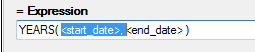 = Expression
YEARS( <start_date>, <end_date> )